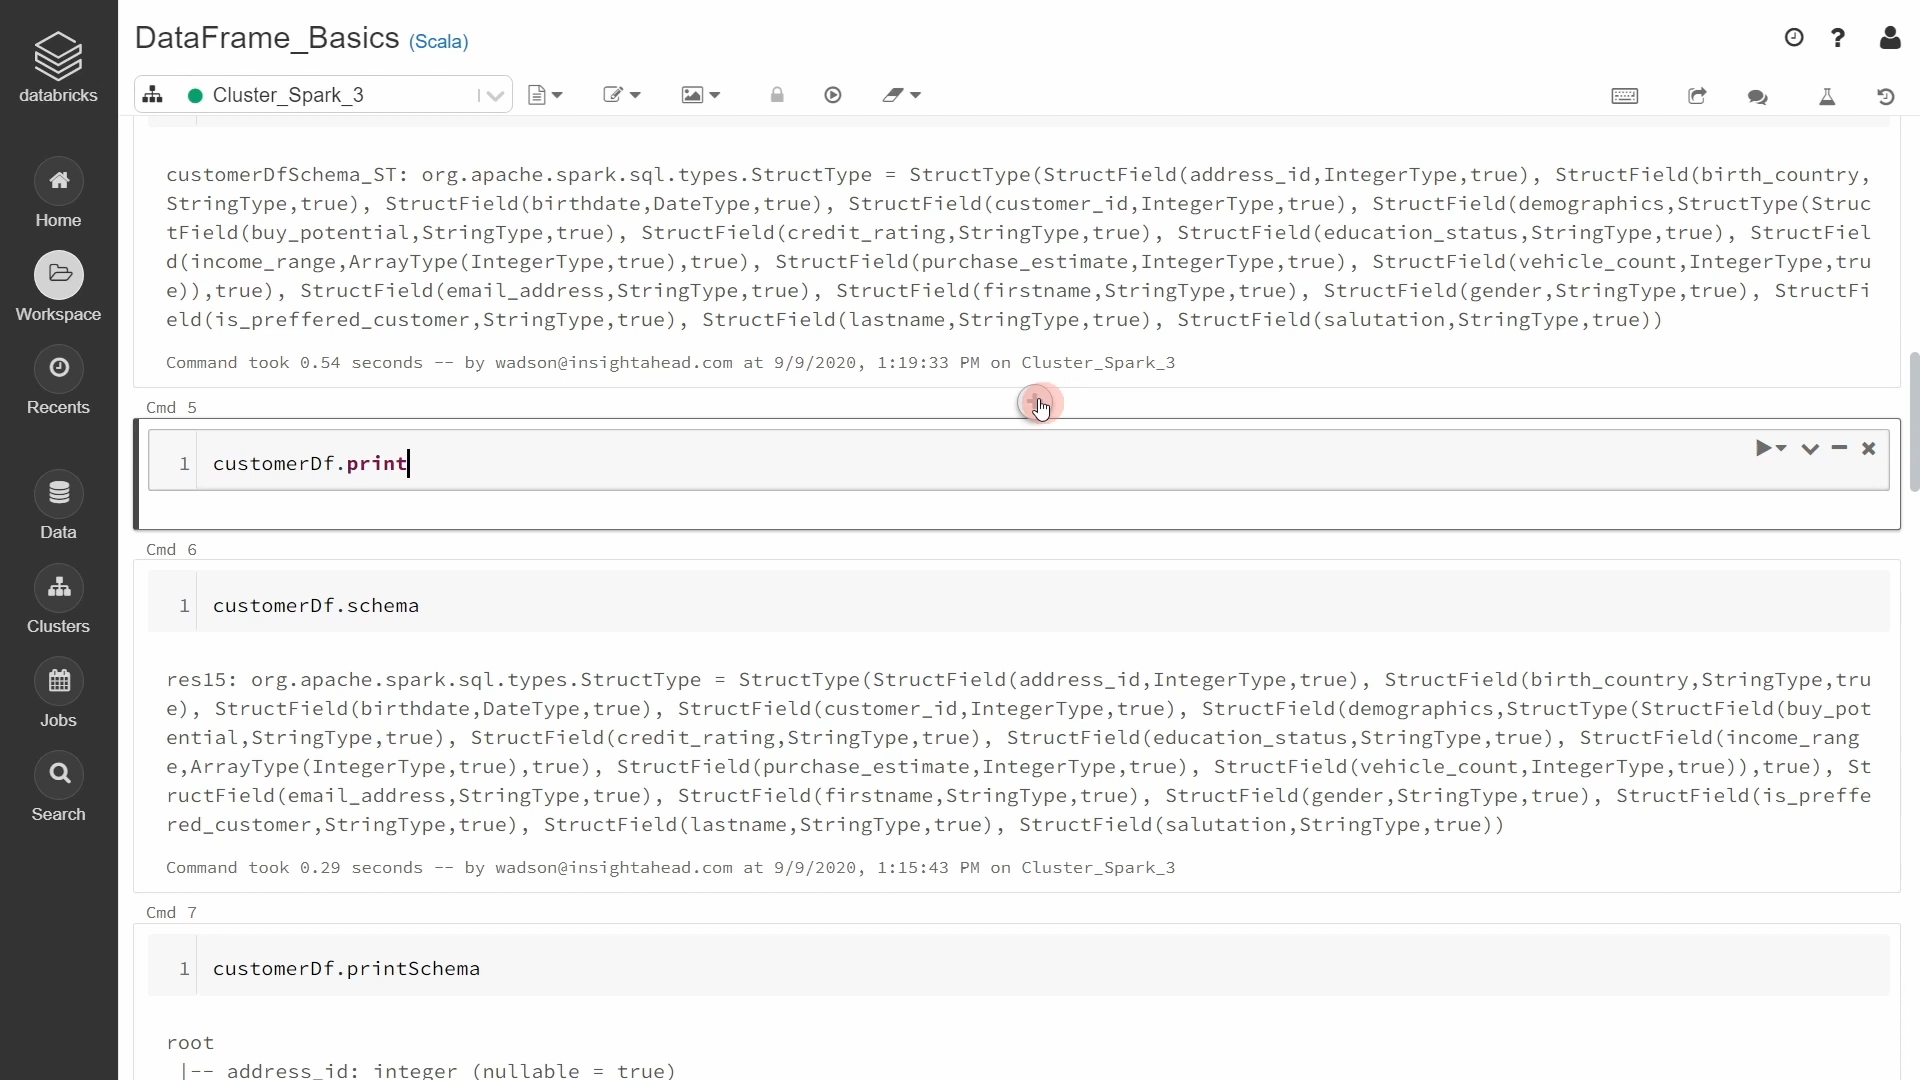 DataFrame_Basics (Scala)
databricks
Cluster_Spark_3
customerDfSchema_ST: org.apache.spark.sql.types.StructType = StructType(StructField(address_id,IntegerType,true), StructField(birth_country,
StringType,true), StructField(birthdate,DateType,true), StructField(customer_id,IntegerType,true), StructField(demographics,StructType(Struc
tField(buy_potential,StringType,true), StructField(credit_rating,StringType,true), StructField(education_status,StringType,true), StructFiel
d(income_range,ArrayType(IntegerType,true),true), StructField(purchase_estimate,IntegerType,true), StructField(vehicle_count,IntegerType,tru
e)),true), StructField(email_address,StringType,true), StructField(firstname,StringType,true), StructField(gender,StringType,true), StructFi
eld(is_preffered_customer,StringType,true), StructField(lastname,StringType,true), StructField(salutation,StringType,true))
Command took 0.54 seconds -- by wadson@insightahead.com at 9/9/2020, 1:19:33 PM on Cluster_Spark_3
Home
Workspace
Recents
Data
Clusters
Jobs
Search
Cmd 5
1 customerDf.print
Cmd 6
1 customerDf.schema
res15: org.apache.spark.sql.types.StructType = StructType(StructField(address_id,IntegerType,true), StructField(birth_country,StringType,tru
e), StructField(birthdate,DateType,true), StructField(customer_id,IntegerType,true), StructField(demographics,StructType(StructField(buy_pot
ential,StringType,true), StructField(credit_rating,StringType,true), StructField(education_status,StringType,true), StructField(income_rang
e,ArrayType(IntegerType,true),true), StructField(purchase_estimate,IntegerType,true), StructField(vehicle_count,IntegerType,true)),true), St
ructField(email_address,StringType,true), StructField(firstname,StringType,true), StructField(gender,StringType,true), StructField(is_preffe
red_customer,StringType,true), StructField(lastname,StringType,true), StructField(salutation,StringType,true))
Command took 0.29 seconds -- by wadson@insightahead.com at 9/9/2020, 1:15:43 PM on Cluster_Spark_3
Cmd 7
1 customerDf.printSchema
root
|-- address_id: integer (nullable = true)